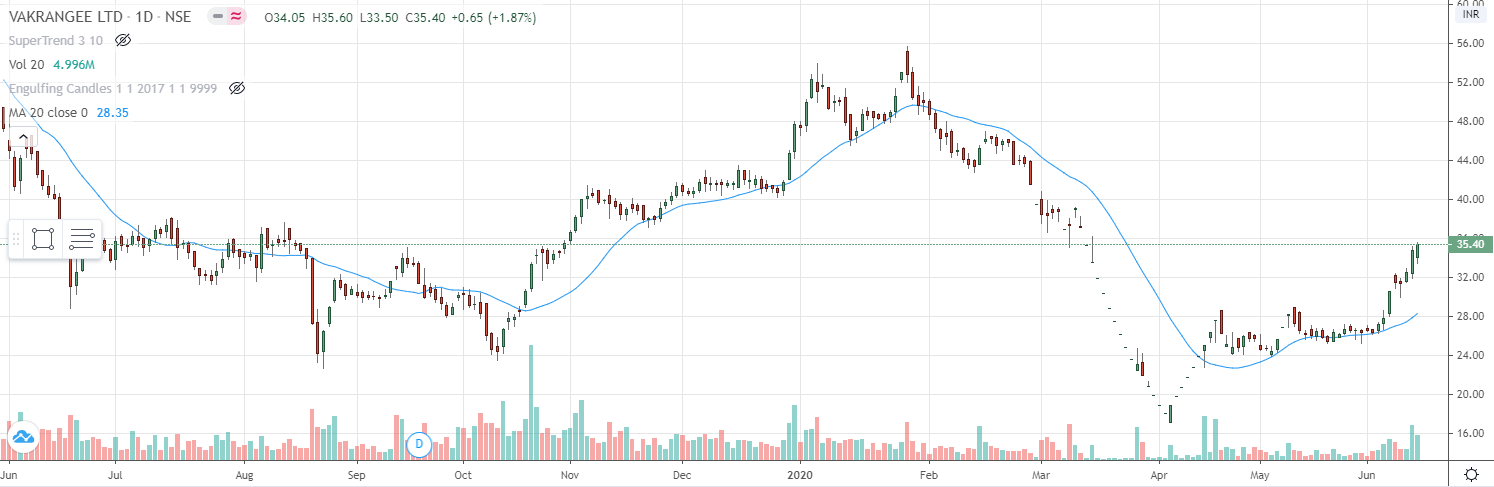 VAKRANGEE LTD · 1D · NSE O34.05 H35.60 L33.50 C35.40 +0.65 (+1.87%)
SuperTrend 3 10
Vol 20 4.996M
Engulfing Candles 1 1 2017 1 1 9999
MA 20 close 0 28.35
60.00
INR
56.00
52.00
48.00
44.00
40.00
36.00
35.40
32.00
28.00
24.00
20.00
16.00
D
Jun Jul Aug Sep Oct Nov Dec 2020 Feb Mar Apr May Jun